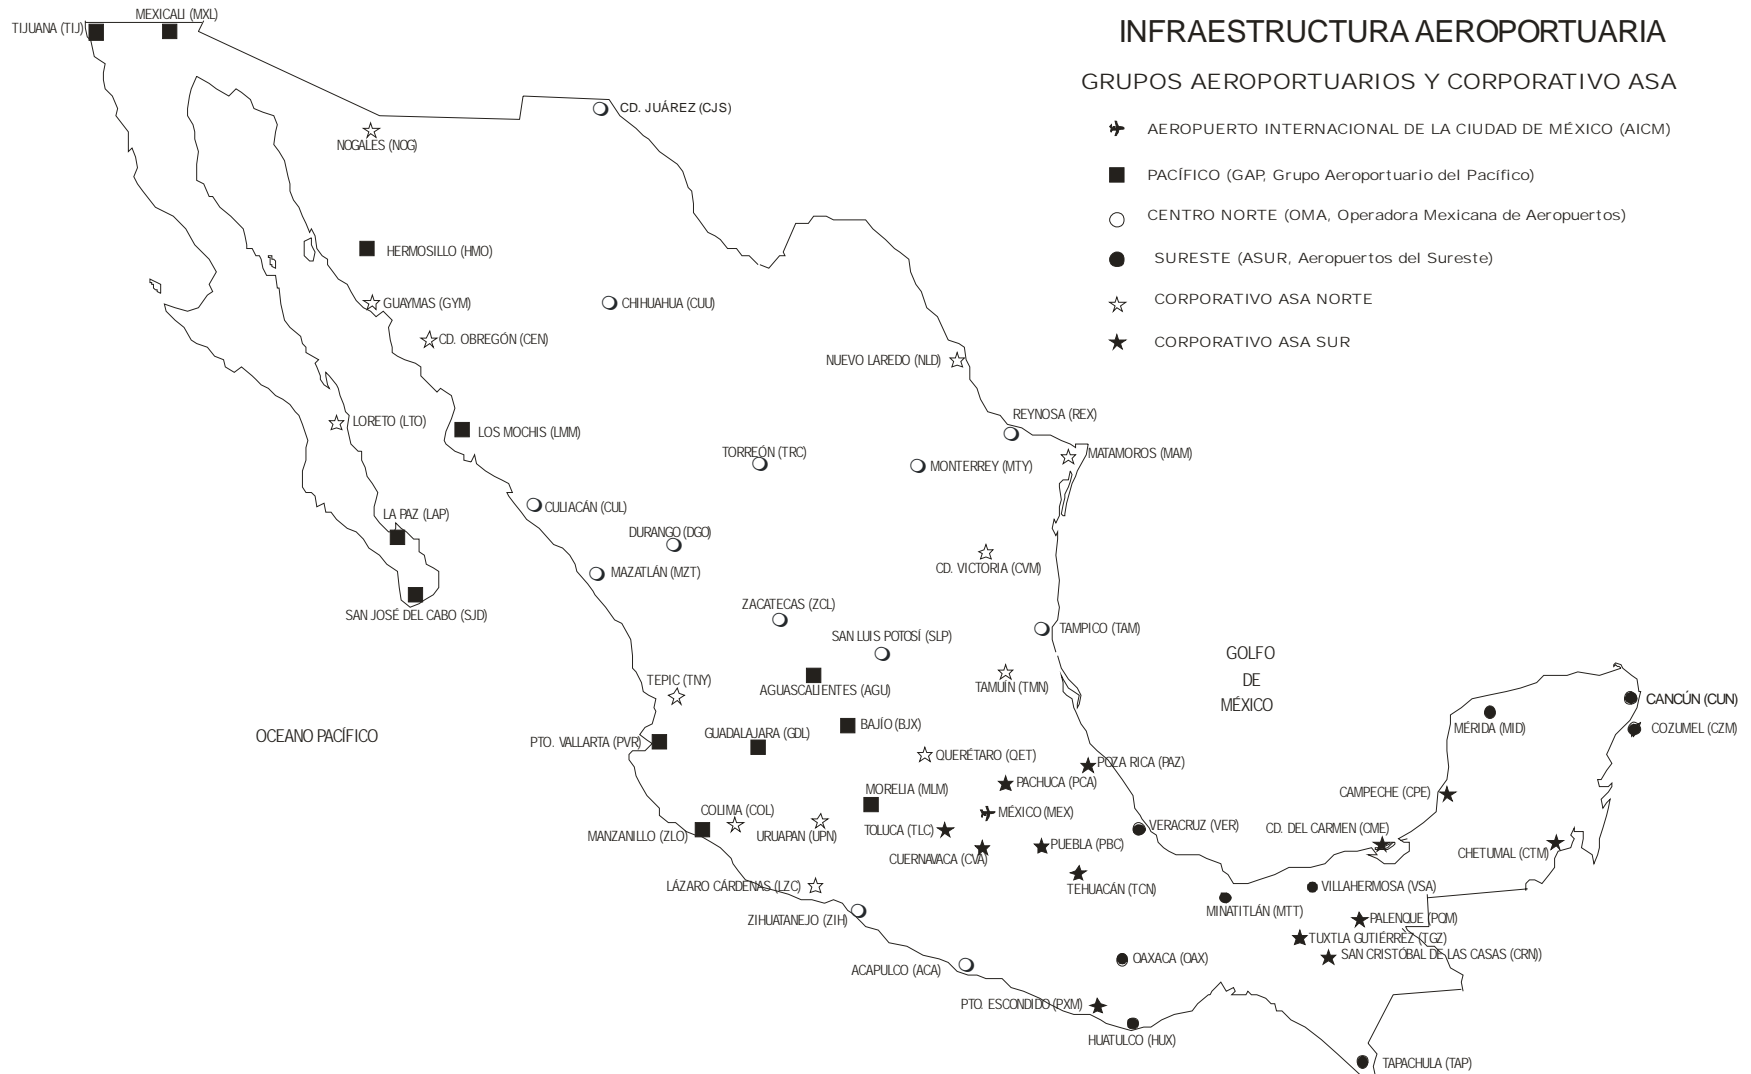 INFRAESTRUCTURA AEROPORTUARIA
GRUPOS AEROPORTUARIOS Y CORPORATIVO ASA
AEROPUERTO INTERNACIONAL DE LA CIUDAD DE MÉXICO (AICM)
PACÍFICO (GAP, Grupo Aeroportuario del Pacífico)
CENTRO NORTE (OMA, Operadora Mexicana de Aeropuertos)
SURESTE (ASUR, Aeropuertos del Sureste)
CORPORATIVO ASA NORTE
CORPORATIVO ASA SUR
MEXICALI (MXL)
TIJUANA (TIJ)
CD. JUÁREZ (CJS)
NOGALES (NOG)
HERMOSILLO (HMO)
GUAYMAS (GYM)
CHIHUAHUA (CUU)
CD. OBREGÓN (CEN)
NUEVO LAREDO (NLD)
REYNOSA (REX)
LORETO (LTO)
LOS MOCHIS (LMM)
TORREÓN (TRC)
MONTERREY (MTY)
MATAMOROS (MAM)
CULIACÁN (CUL)
LA PAZ (LAP)
DURANGO (DGO)
MAZATLÁN (MZT)
CD. VICTORIA (CVM)
SAN JOSÉ DEL CABO (SJD)
ZACATECAS (ZCL)
SAN LUIS POTOSÍ (SLP)
TAMPICO (TAM)
GOLFO
DE
MÉXICO
TEPIC (TNY)
AGUASCALIENTES (AGU)
TAMUÍN (TMN)
CANCÚN (CUN)
COZUMEL (CZM)
MÉRIDA (MID)
OCEANO PACÍFICO
PTO. VALLARTA (PVR)
GUADALAJARA (GDL)
BAJÍO (BJX)
QUERÉTARO (QET)
POZA RICA (PAZ)
PACHUCA (PCA)
MORELIA (MLM)
CAMPECHE (CPE)
COLIMA (COL)
MÉXICO (MEX)
MANZANILLO (ZLO)
URUAPAN (UPN)
TOLUCA (TLC)
VERACRUZ (VER)
CD. DEL CARMEN (CME)
PUEBLA (PBC)
CUERNAVACA (CVA)
CHETUMAL (CTM)
LÁZARO CÁRDENAS (LZC)
TEHUACÁN (TCN)
VILLAHERMOSA (VSA)
ZIHUATANEJO (ZIH)
MINATITLÁN (MTT)
PALENQUE (PQM)
TUXTLA GUTIÉRREZ (TGZ)
SAN CRISTÓBAL DE LAS CASAS (CRN))
OAXACA (OAX)
ACAPULCO (ACA)
PTO. ESCONDIDO (PXM)
HUATULCO (HUX)
TAPACHULA (TAP)